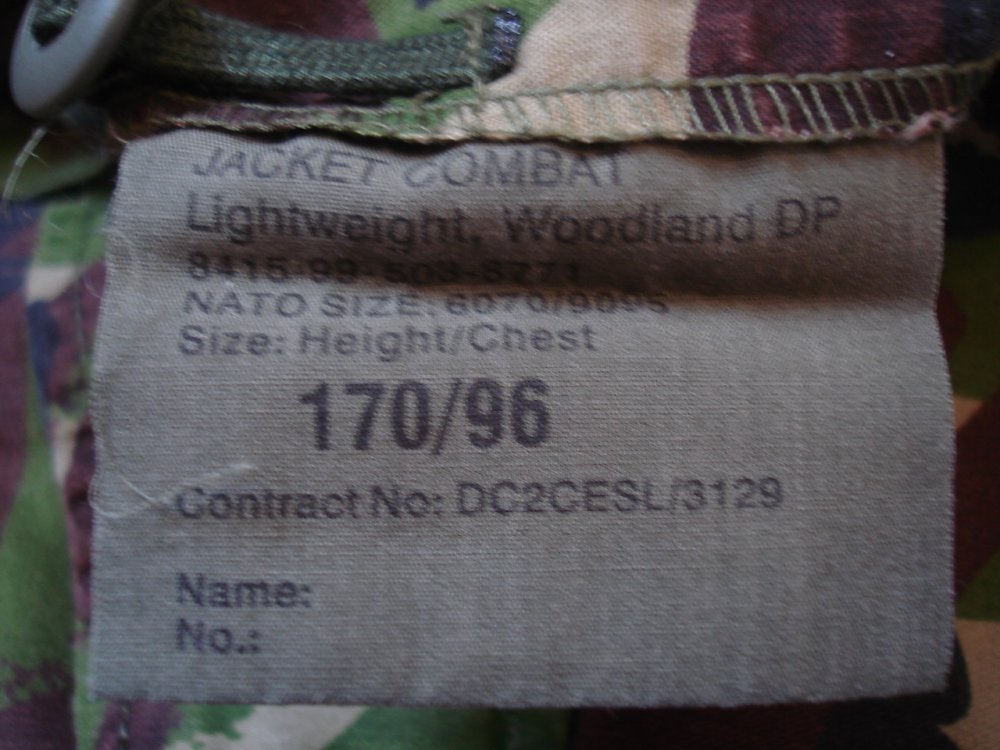 JACKET COMBAT
Lightweight, Woodland DP
8415-99-503-8771
NATO SIZE: 6070/9095
Size: Height/Chest
170/96
Contract No: DC2CESL/3129
Name:
No.: